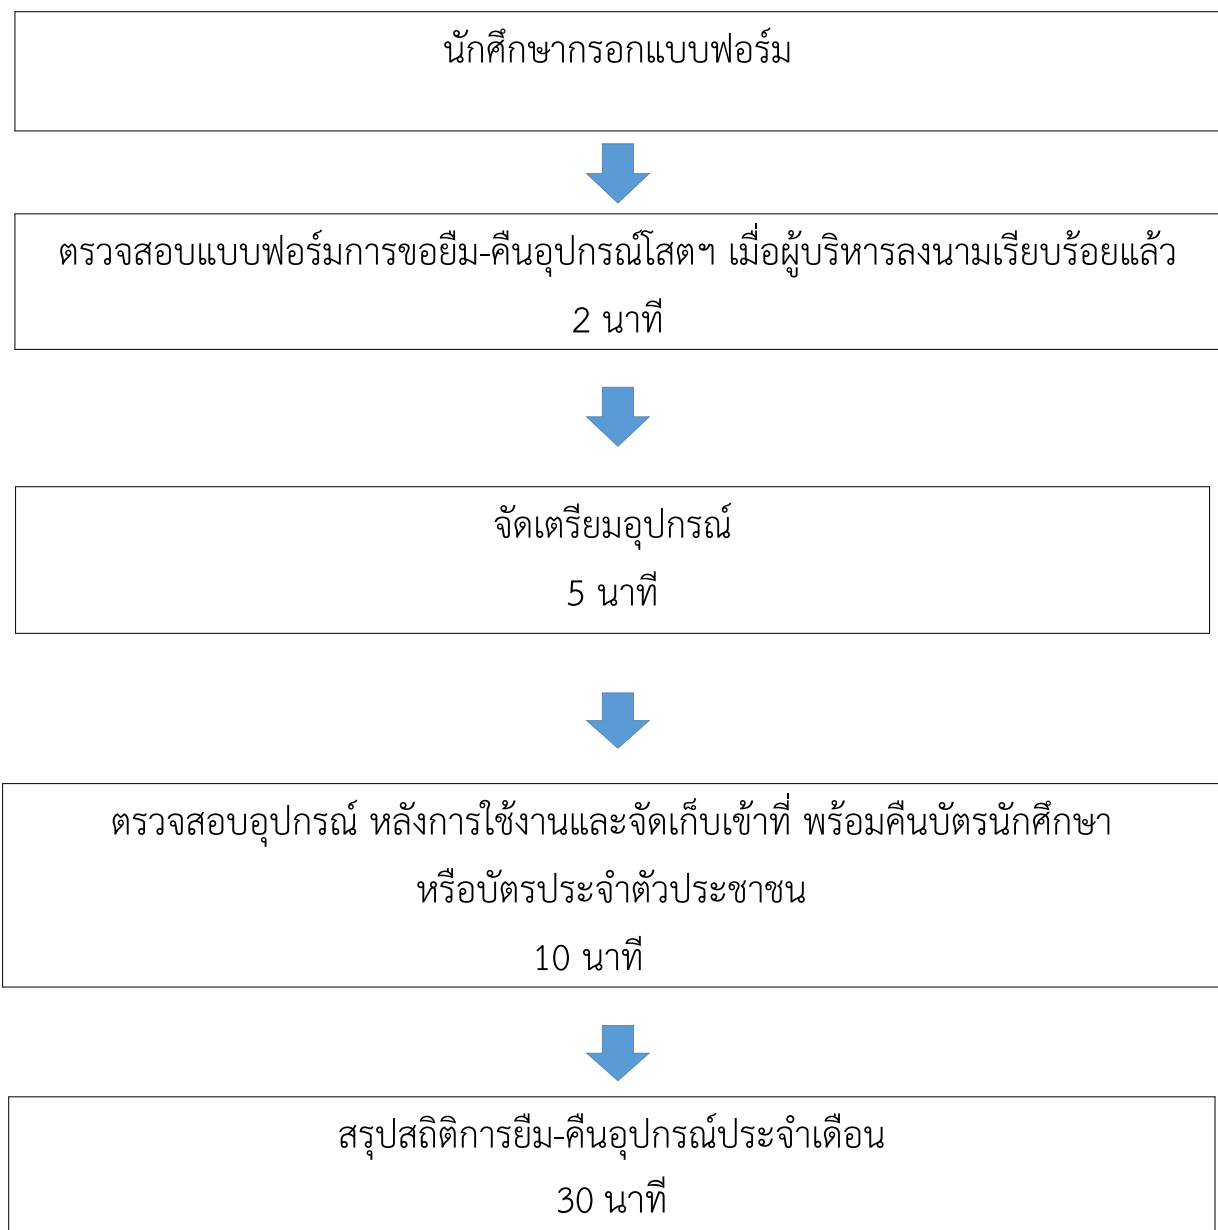 นักศึกษากรอกแบบฟอร์ม
ตรวจสอบแบบฟอร์มการขอยืม-คืนอุปกรณ์โสตฯ เมื่อผู้บริหารลงนามเรียบร้อยแล้ว
2 นาที
จัดเตรียมอุปกรณ์
5 นาที
ตรวจสอบอุปกรณ์ หลังการใช้งานและจัดเก็บเข้าที่ พร้อมคืนบัตรนักศึกษา
หรือบัตรประจำตัวประชาชน
10 นาที
สรุปสถิติการยืม-คืนอุปกรณ์ประจำเดือน
30 นาที